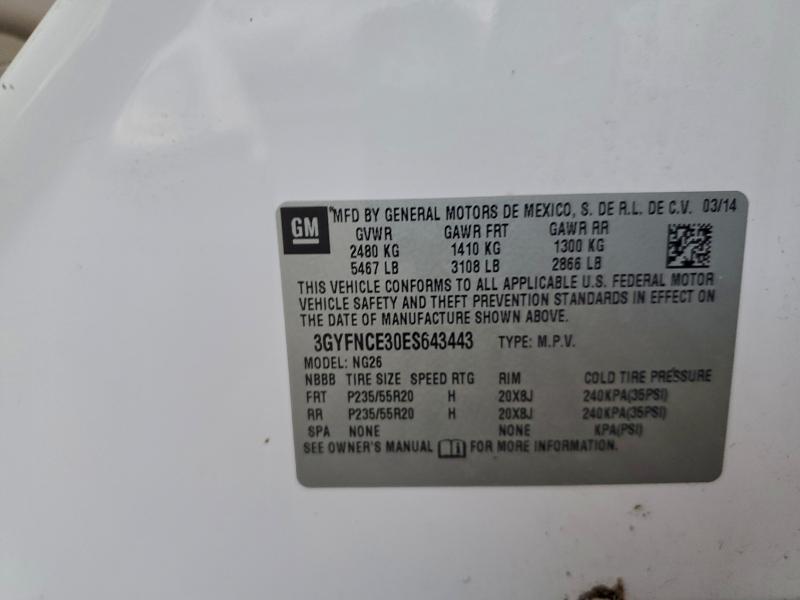 GM
MFD BY GENERAL MOTORS DE MEXICO, S. DE R.L. DE C.V. 03/14
GVWR GAWR FRT GAWR RR
2480 KG 1410 KG 1300 KG
5467 LB 3108 LB 2866 LB
THIS VEHICLE CONFORMS TO ALL APPLICABLE U.S. FEDERAL MOTOR
VEHICLE SAFETY AND THEFT PREVENTION STANDARDS IN EFFECT ON
THE DATE OF MANUFACTURE SHOWN ABOVE.
3GYFNCE30ES643443 TYPE: M.P.V.
MODEL: NG26
NBBB TIRE SIZE SPEED RTG RIM COLD TIRE PRESSURE
FRT P235/55R20 H 20X8J 240KPA(35PSI)
RR P235/55R20 H 20X8J 240KPA(35PSI)
SPA NONE NONE KPA(PSI)
SEE OWNER'S MANUAL FOR MORE INFORMATION.